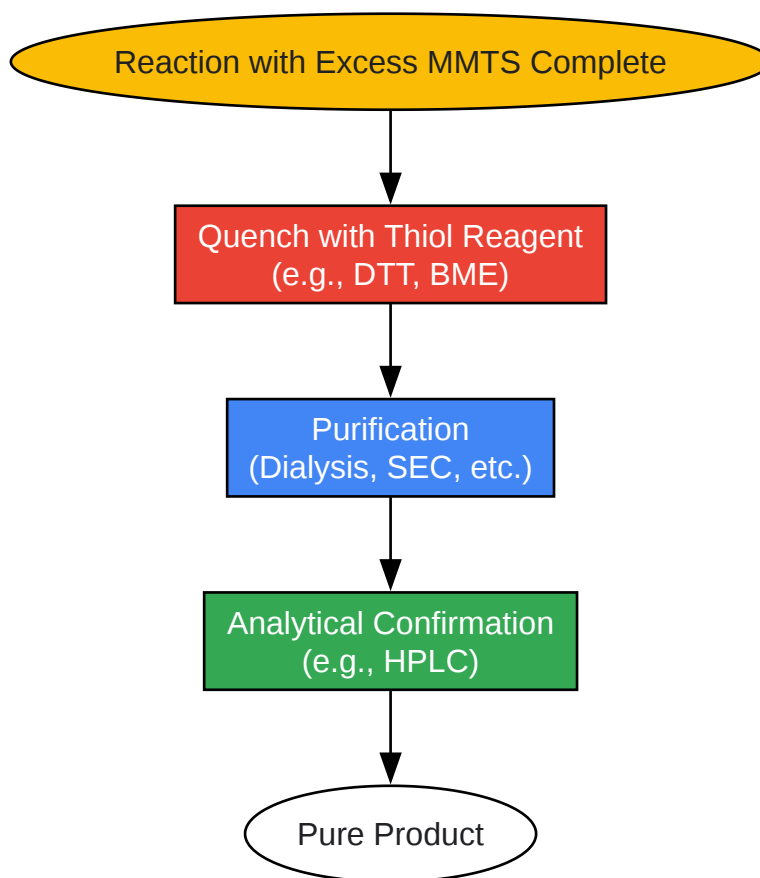 Reaction with Excess MMTS Complete
Quench with Thiol Reagent
(e.g., DTT, BME)
Purification
(Dialysis, SEC, etc.)
Analytical Confirmation
(e.g., HPLC)
Pure Product